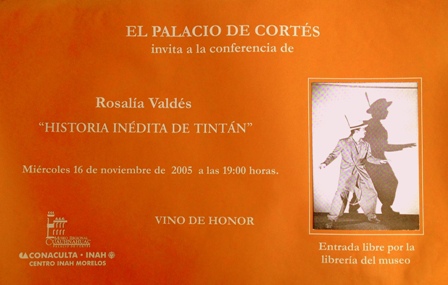 EL PALACIO DE CORTÉS
invita a la conferencia de
Rosalía Valdés
“HISTORIA INÉDITA DE TINTÁN”
Miércoles 16 de noviembre de 2005 a las 19:00 horas.
VINO DE HONOR
CONACULTA • INAH
CENTRO INAH MORELOS
Entrada libre por la
librería del museo